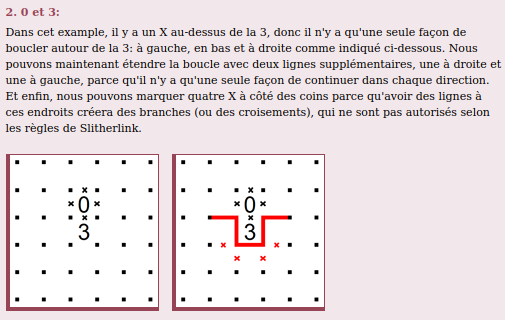 2. 0 et 3:
Dans cet example, il y a un X au-dessus de la 3, donc il n'y a qu'une seule façon de
boucler autour de la 3: à gauche, en bas et à droite comme indiqué ci-dessous. Nous
pouvons maintenant étendre la boucle avec deux lignes supplémentaires, une à droite et
une à gauche, parce qu'il n'y a qu'une seule façon de continuer dans chaque direction.
Et enfin, nous pouvons marquer quatre X à côté des coins parce qu'avoir des lignes à
ces endroits créera des branches (ou des croisements), qui ne sont pas autorisés selon
les règles de Slitherlink.
0 0
3 3